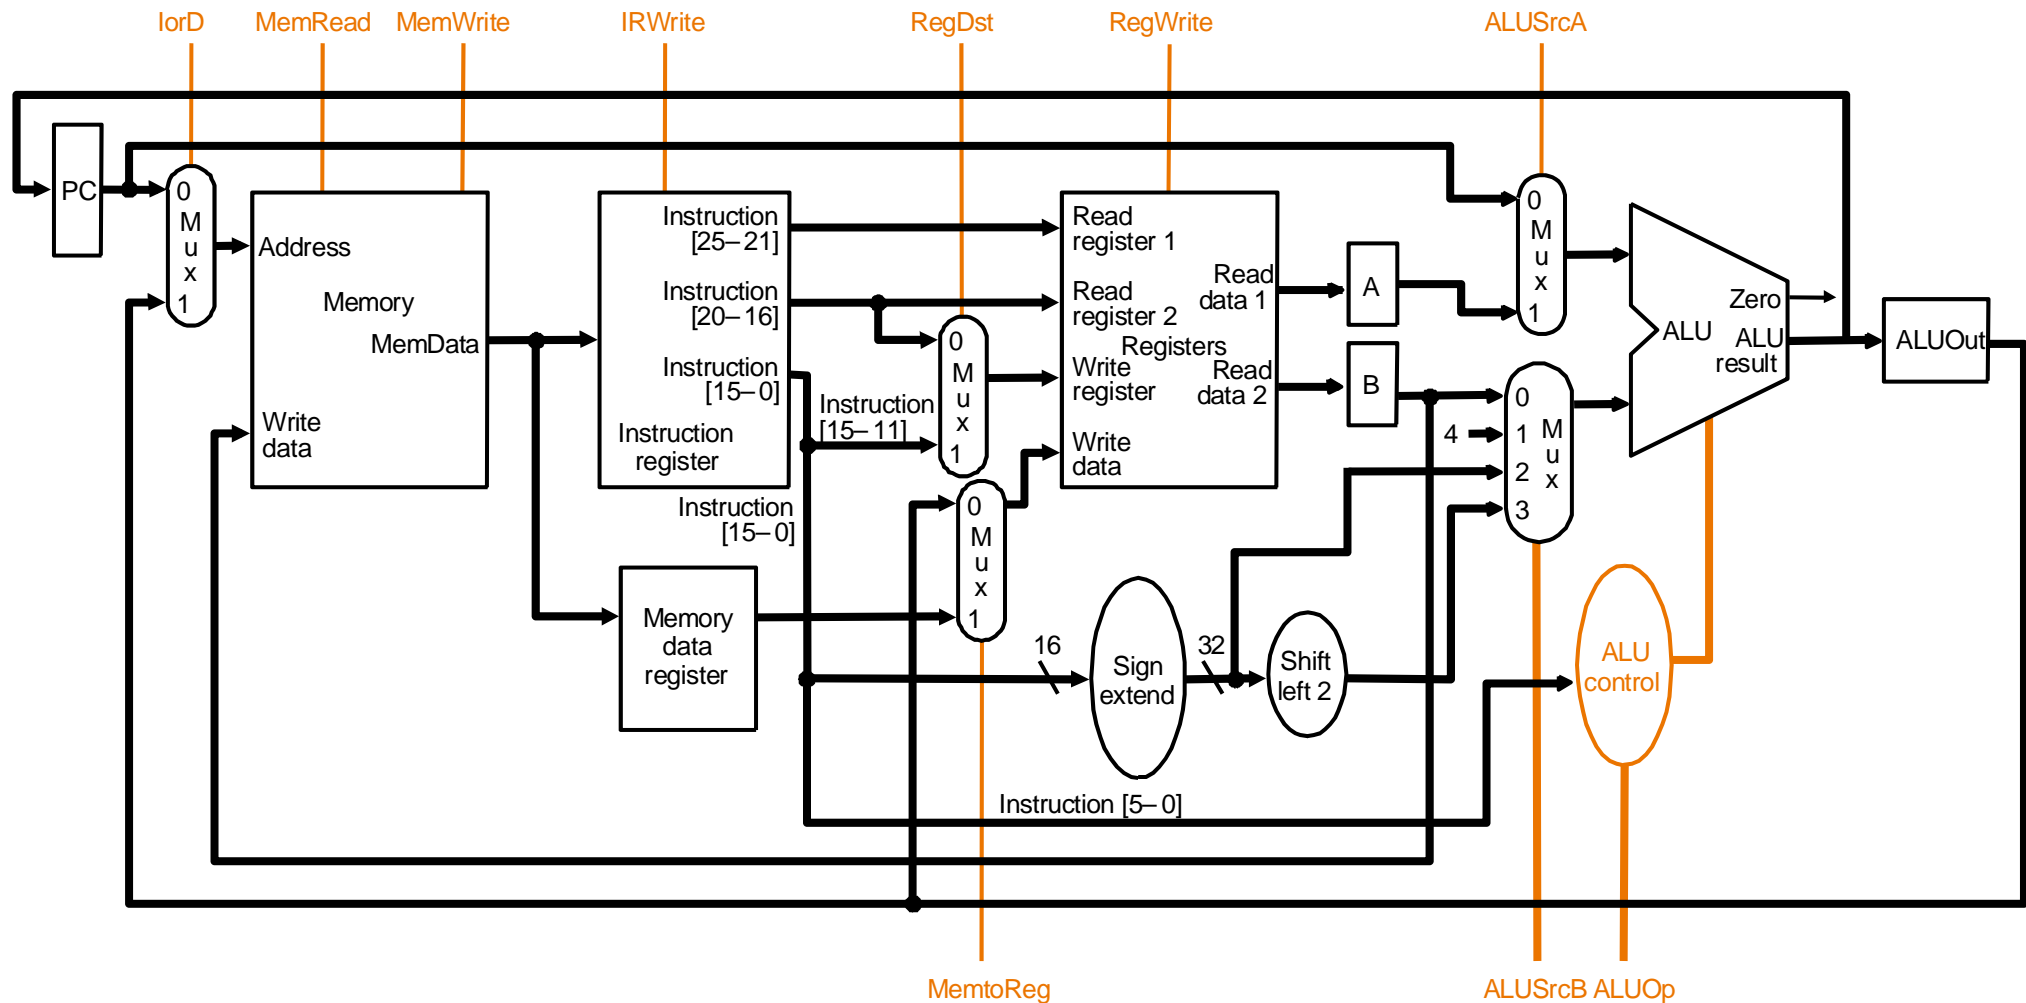 IorD
MemRead
MemWrite
IRWrite
RegDst
RegWrite
ALUSrcA
PC
0
M
u
x
1
Address
Memory
MemData
Write
data
Instruction
[25–21]
Instruction
[20–16]
Instruction
[15–0]
Instruction
register
Instruction
[15–0]
Instruction
[15–11]
0
M
u
x
1
0
M
u
x
1
Memory
data
register
Read
register 1
Read
register 2
Registers
Write
register
Write
data
Read
data 1
Read
data 2
A
B
4
0
M
u
x
1
0
1
2
3
M
u
x
Zero
ALU
ALU
result
ALUOut
16
Sign
extend
32
Shift
left 2
ALU
control
Instruction [5–0]
MemtoReg
ALUSrcB
ALUOp